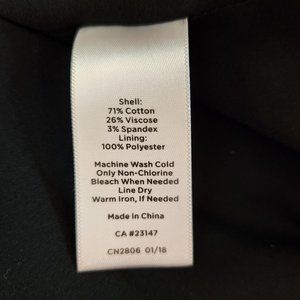 Shell:
71% Cotton
26% Viscose
3% Spandex
Lining:
100% Polyester
Machine Wash Cold
Only Non-Chlorine
Bleach When Needed
Line Dry
Warm Iron, If Needed
Made In China
CA #23147
CN2806 01/18